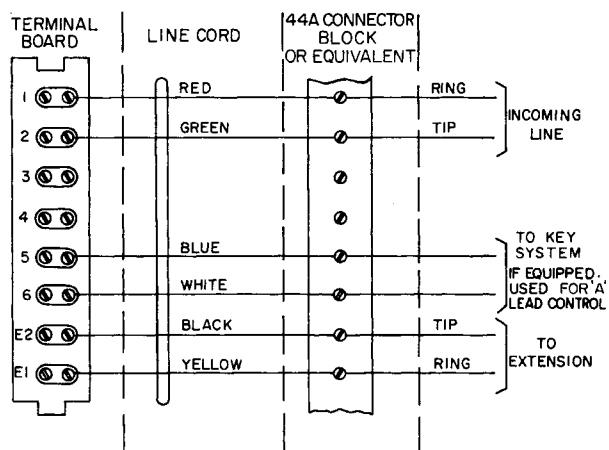 TERMINAL
BOARD
LINE CORD
44A CONNECTOR
BLOCK
OR EQUIVALENT
1 RED RING
2 GREEN TIP
INCOMING
LINE
3
4
5 BLUE
6 WHITE
TO KEY
SYSTEM
IF EQUIPPED.
USED FOR 'A'
LEAD CONTROL
E2 BLACK TIP
E1 YELLOW RING
TO
EXTENSION